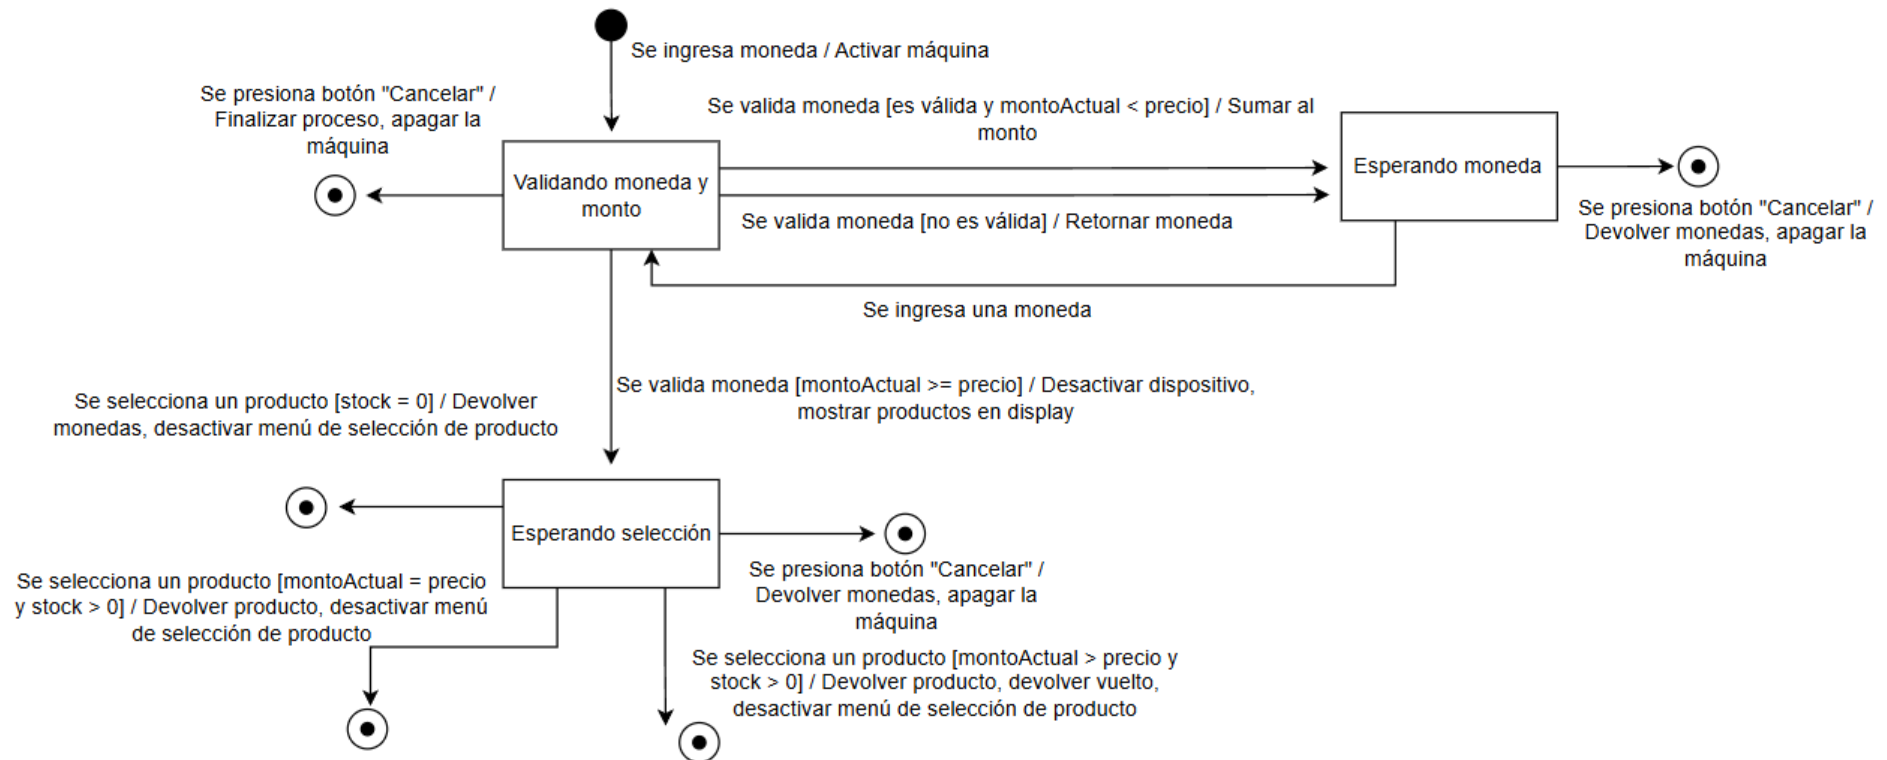 Se ingresa moneda / Activar máquina
Se presiona botón "Cancelar" /
Finalizar proceso, apagar la
máquina
Se valida moneda [es válida y montoActual < precio] / Sumar al
monto
Validando moneda y
monto
Esperando moneda
Se valida moneda [no es válida] / Retornar moneda
Se presiona botón "Cancelar" /
Devolver monedas, apagar la
máquina
Se ingresa una moneda
Se valida moneda [montoActual >= precio] / Desactivar dispositivo,
mostrar productos en display
Se selecciona un producto [stock = 0] / Devolver
monedas, desactivar menú de selección de producto
Esperando selección
Se presiona botón "Cancelar" /
Devolver monedas, apagar la
máquina
Se selecciona un producto [montoActual = precio
y stock > 0] / Devolver producto, desactivar menú
de selección de producto
Se selecciona un producto [montoActual > precio y
stock > 0] / Devolver producto, devolver vuelto,
desactivar menú de selección de producto